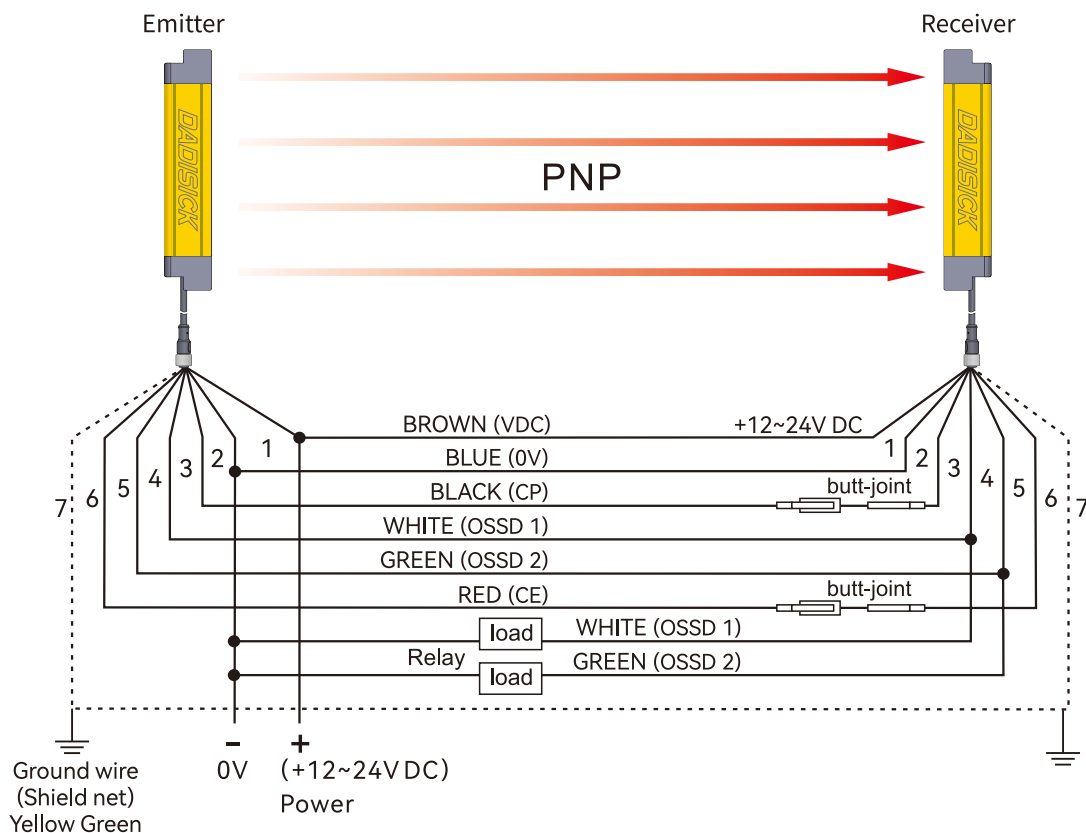 Emitter
Receiver
DADISICK
PNP
DADISICK
BROWN (VDC)
+12~24V DC
BLUE (0V)
BLACK (CP)
butt-joint
WHITE (OSSD 1)
GREEN (OSSD 2)
RED (CE)
butt-joint
7
6
5
4
3
2
1
1
2
3
4
5
6
7
load
WHITE (OSSD 1)
Relay
load
GREEN (OSSD 2)
-
+
0V
(+12~24V DC)
Power
Ground wire
(Shield net)
Yellow Green